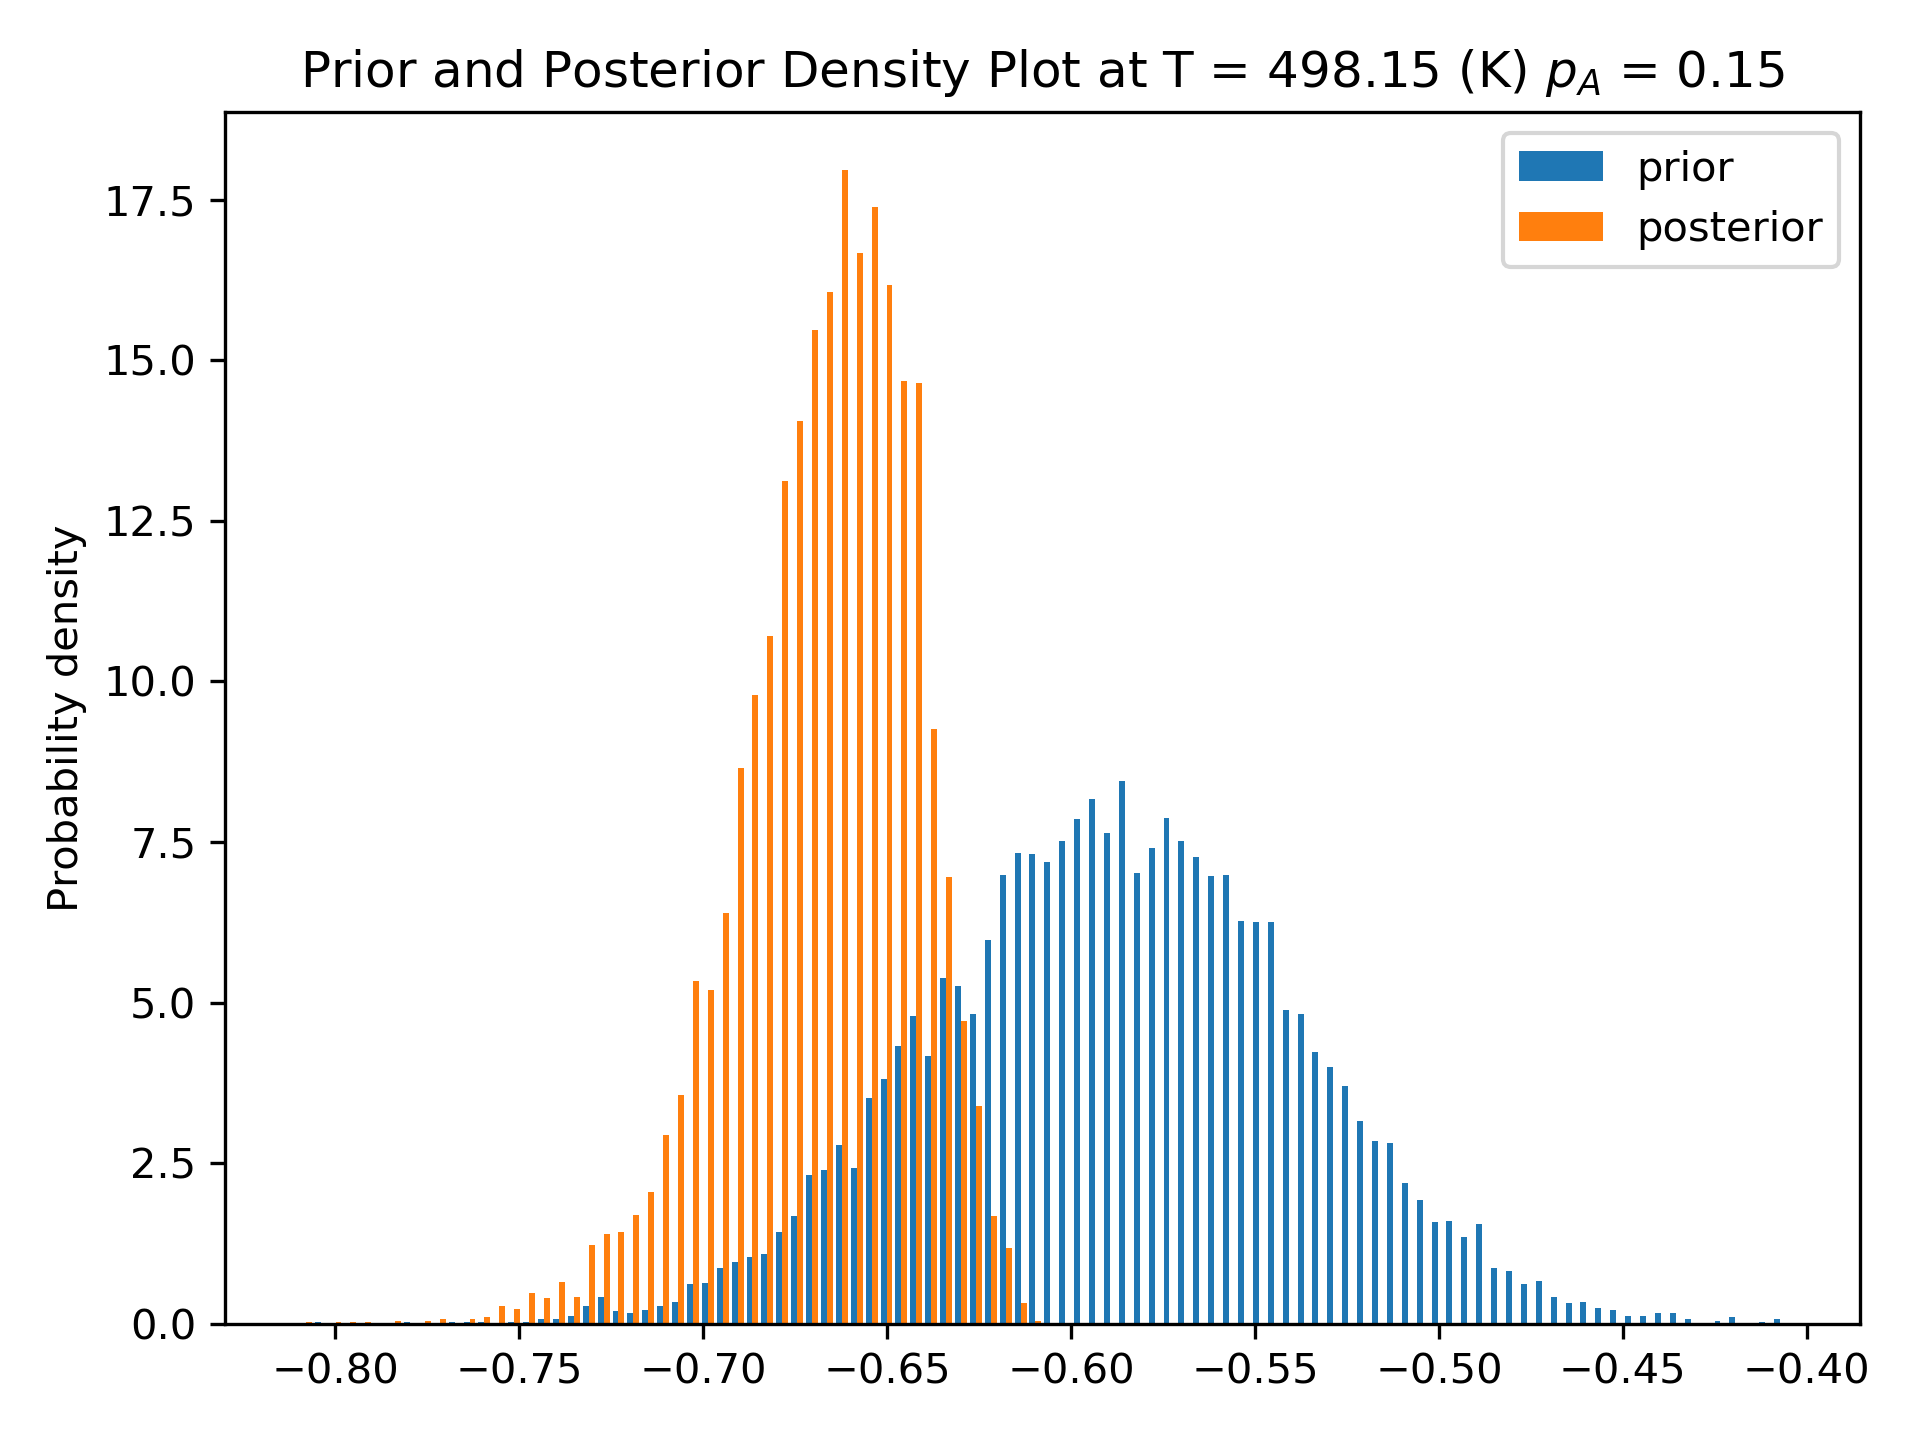 Prior and Posterior Density Plot at T = 498.15 (K) p_A = 0.15
prior
posterior
Probability density
17.5
15.0
12.5
10.0
7.5
5.0
2.5
0.0
−0.80 −0.75 −0.70 −0.65 −0.60 −0.55 −0.50 −0.45 −0.40